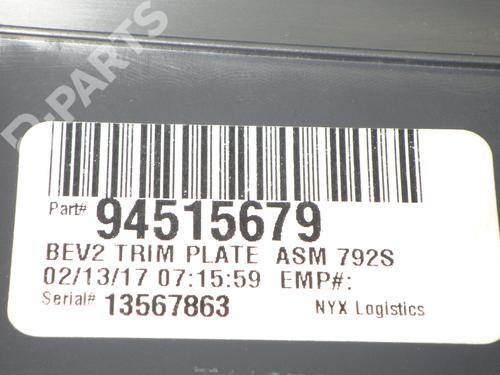 D-PARTS
Part# 94515679
BEV2 TRIM PLATE ASM 792S
02/13/17 07:15:59 EMP#:
Serial# 13567863 NYX Logistics